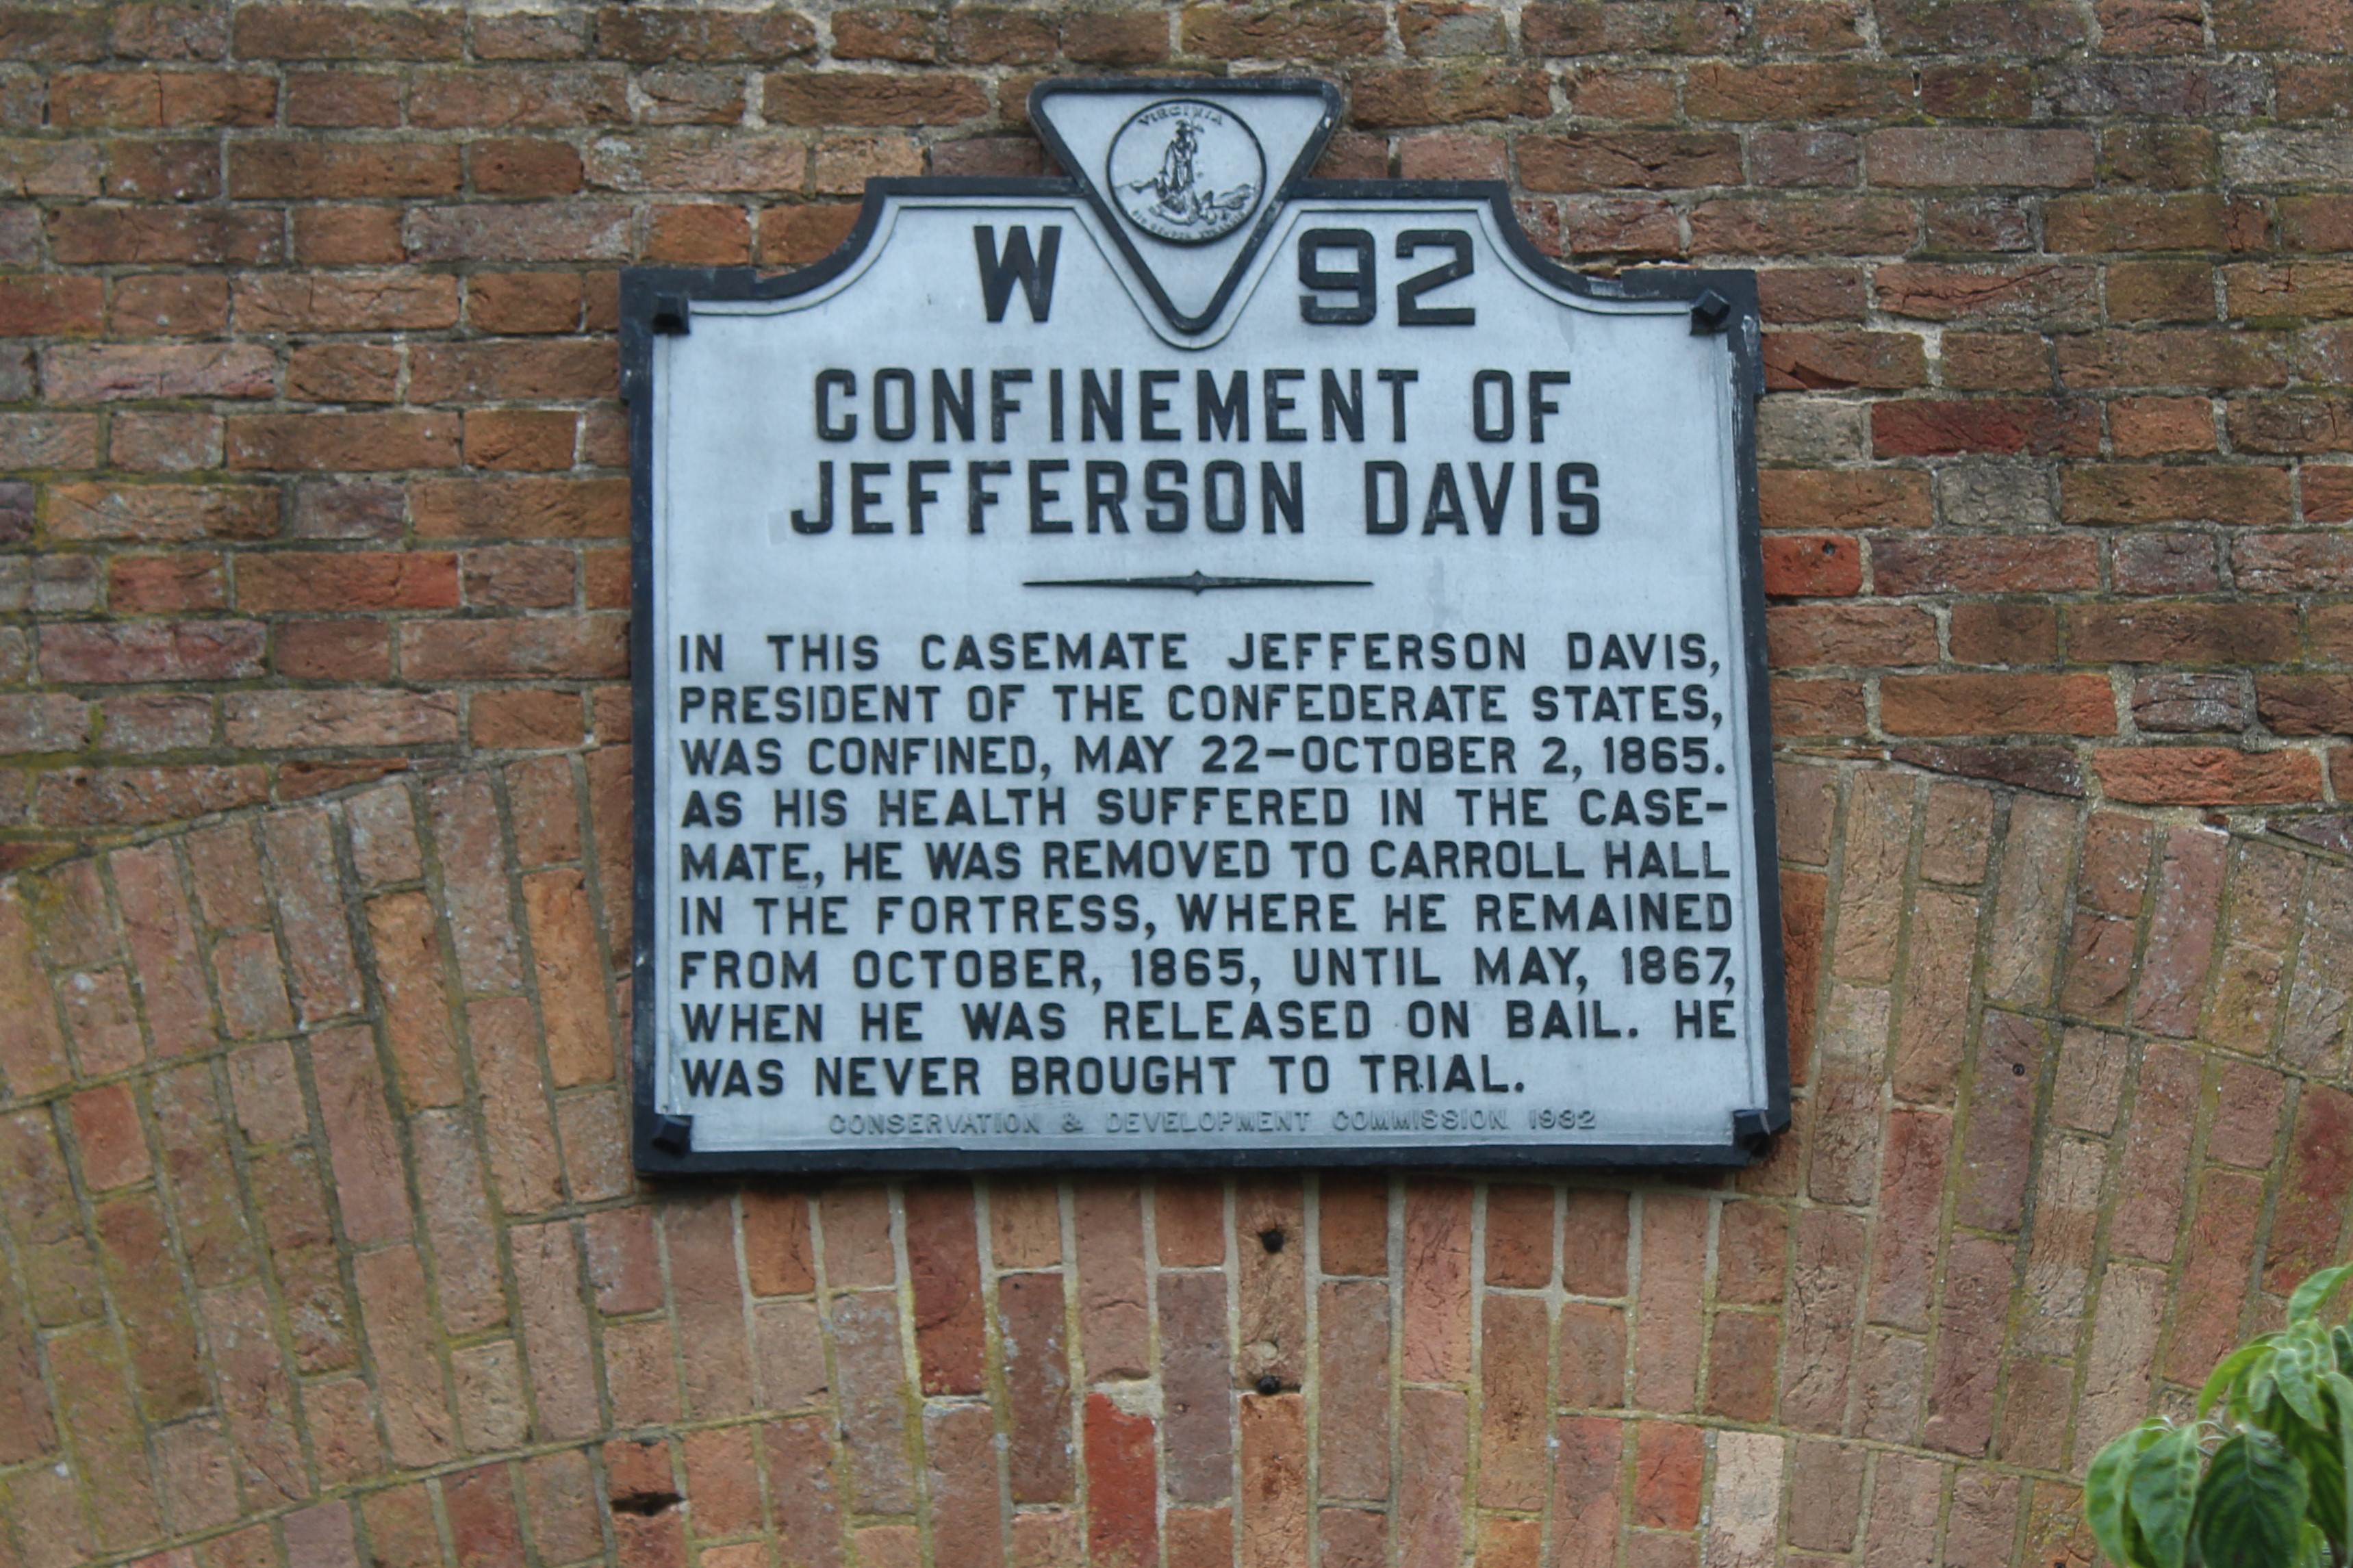 VIRGINIA
W 92
CONFINEMENT OF
JEFFERSON DAVIS
IN THIS CASEMATE JEFFERSON DAVIS,
PRESIDENT OF THE CONFEDERATE STATES,
WAS CONFINED, MAY 22–OCTOBER 2, 1865.
AS HIS HEALTH SUFFERED IN THE CASE-
MATE, HE WAS REMOVED TO CARROLL HALL
IN THE FORTRESS, WHERE HE REMAINED
FROM OCTOBER, 1865, UNTIL MAY, 1867,
WHEN HE WAS RELEASED ON BAIL. HE
WAS NEVER BROUGHT TO TRIAL.
CONSERVATION & DEVELOPMENT COMMISSION 1932